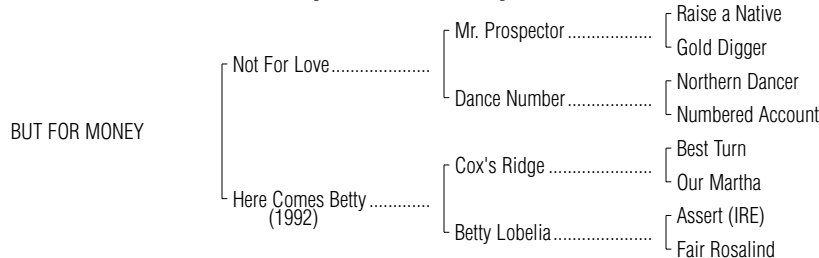 Raise a Native
Mr. Prospector ...................
Gold Digger
Not For Love......................
Northern Dancer
Dance Number ...................
Numbered Account
BUT FOR MONEY
Best Turn
Cox's Ridge .......................
Our Martha
Here Comes Betty .............
(1992)
Assert (IRE)
Betty Lobelia......................
Fair Rosalind